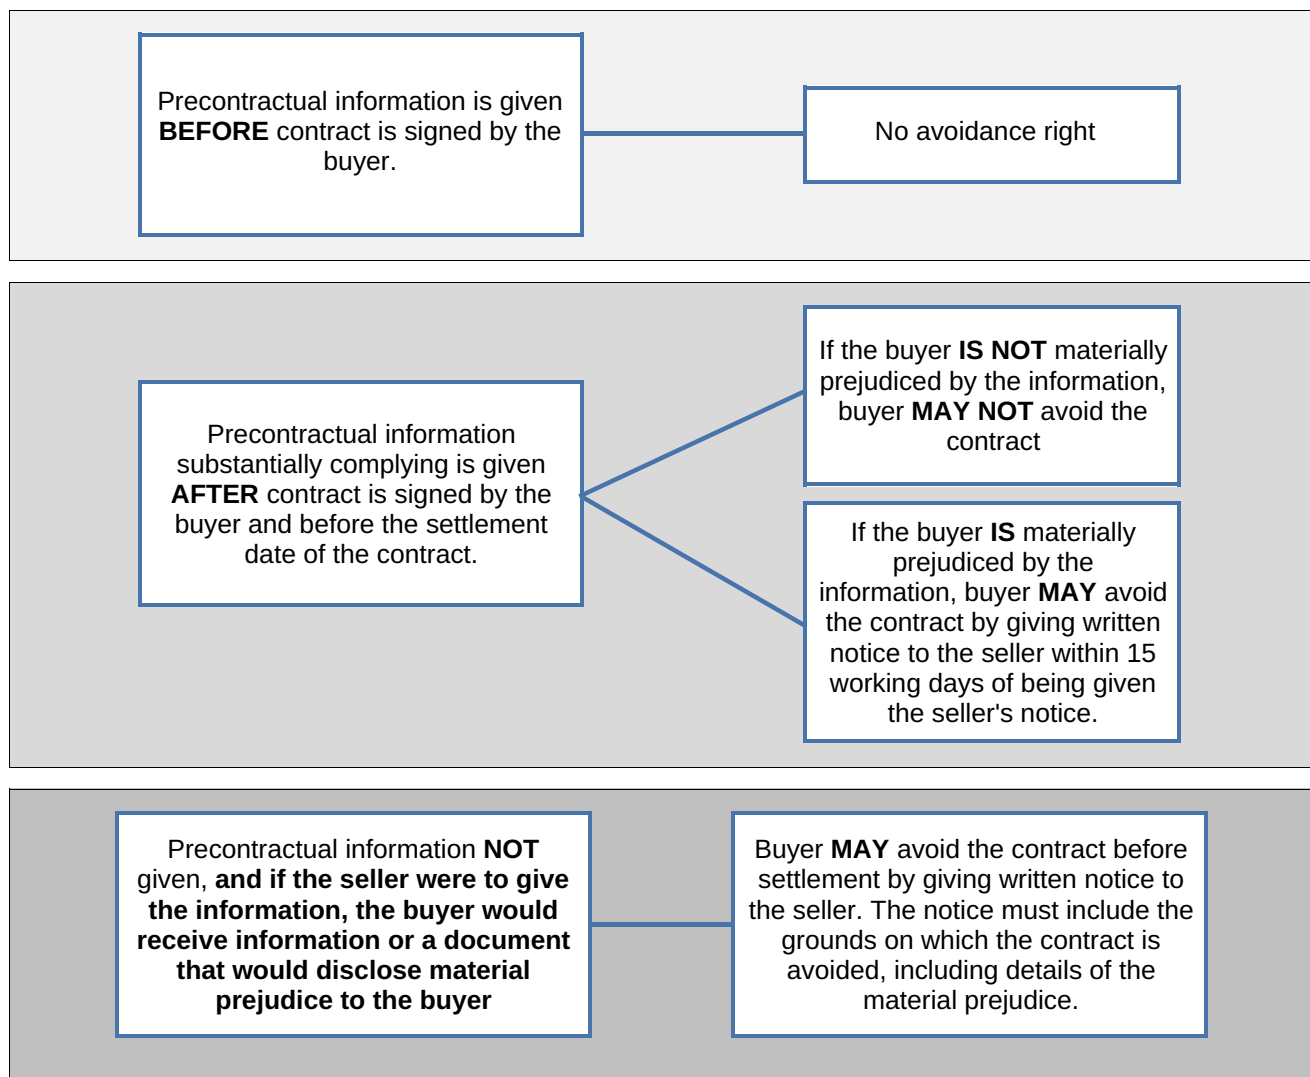 Precontractual information is given
BEFORE contract is signed by the
buyer.
No avoidance right
Precontractual information
substantially complying is given
AFTER contract is signed by the
buyer and before the settlement
date of the contract.
If the buyer IS NOT materially
prejudiced by the information,
buyer MAY NOT avoid the
contract
If the buyer IS materially
prejudiced by the
information, buyer MAY avoid
the contract by giving written
notice to the seller within 15
working days of being given
the seller's notice.
Precontractual information NOT
given, and if the seller were to give
the information, the buyer would
receive information or a document
that would disclose material
prejudice to the buyer
Buyer MAY avoid the contract before
settlement by giving written notice to
the seller. The notice must include the
grounds on which the contract is
avoided, including details of the
material prejudice.